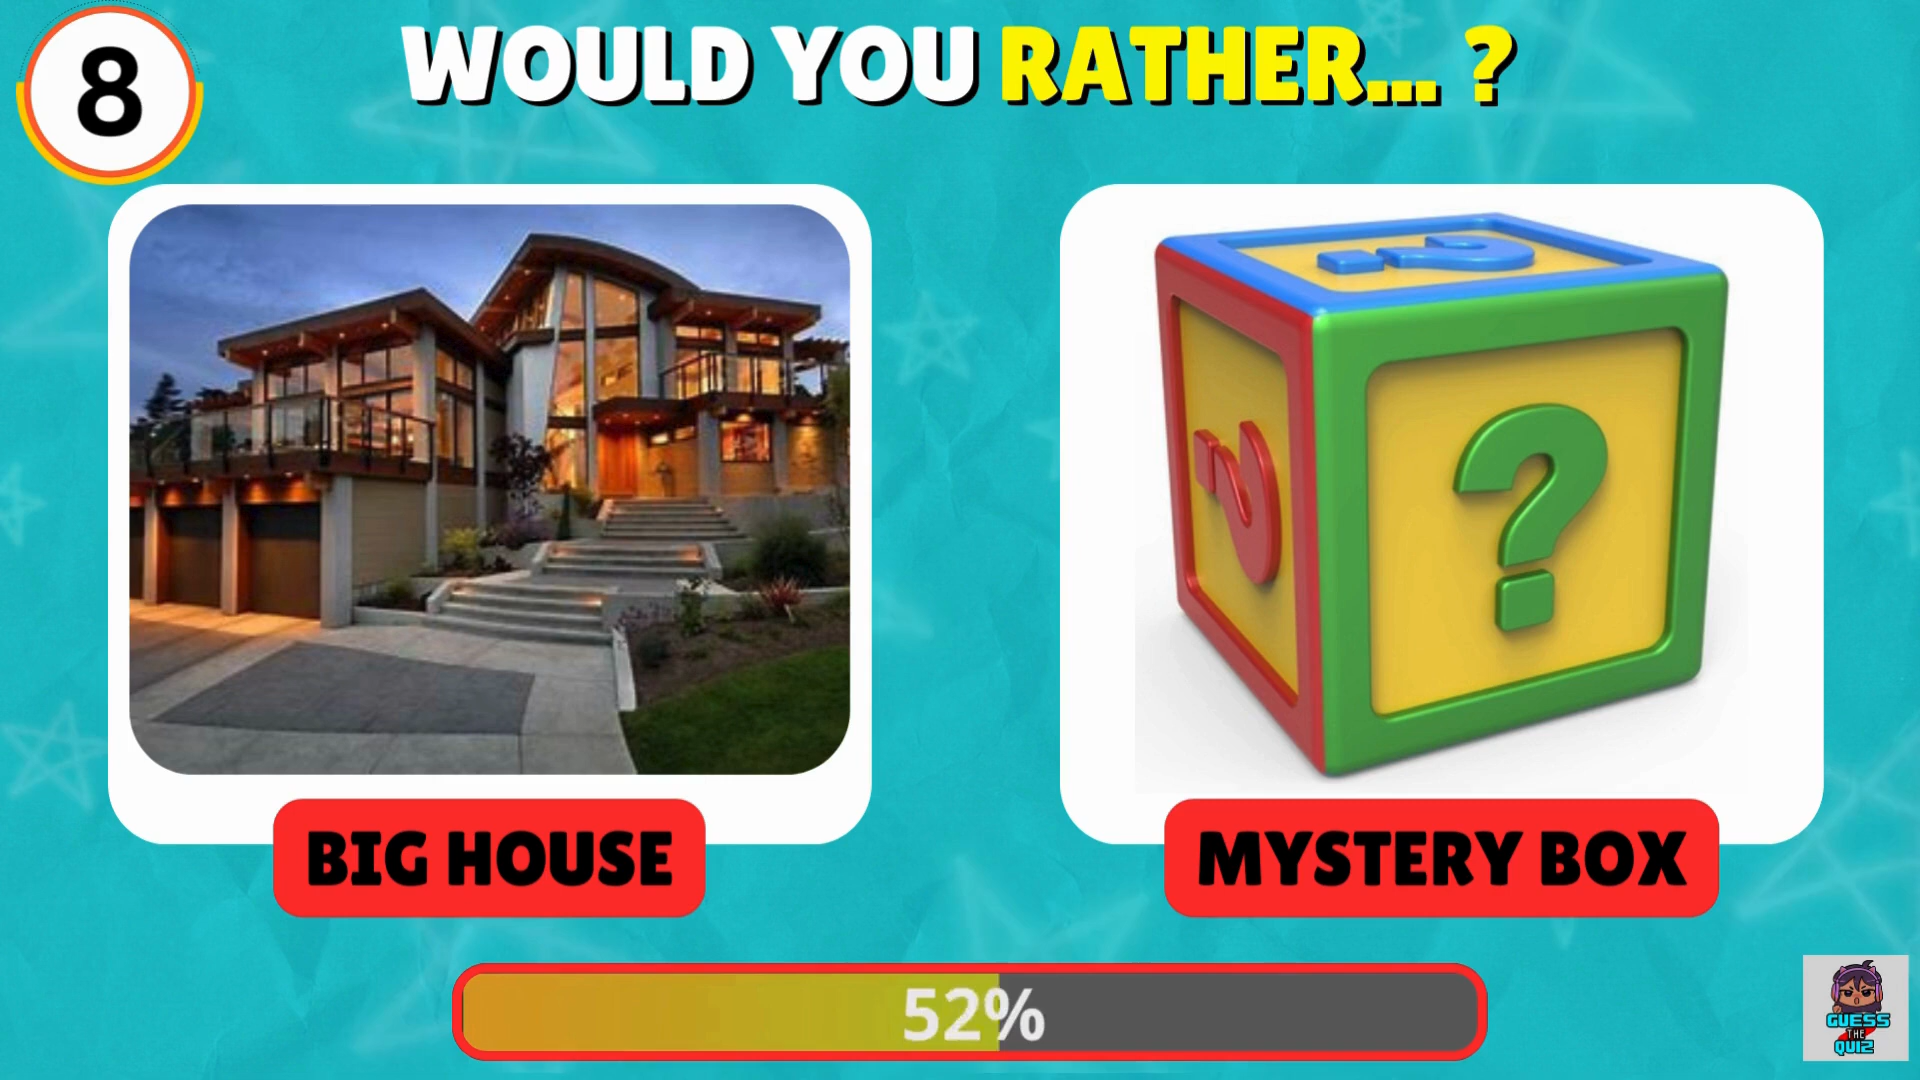 8
WOULD YOU RATHER... ?
?
?
?
BIG HOUSE
MYSTERY BOX
52%
GUESS
THE
QUIZ